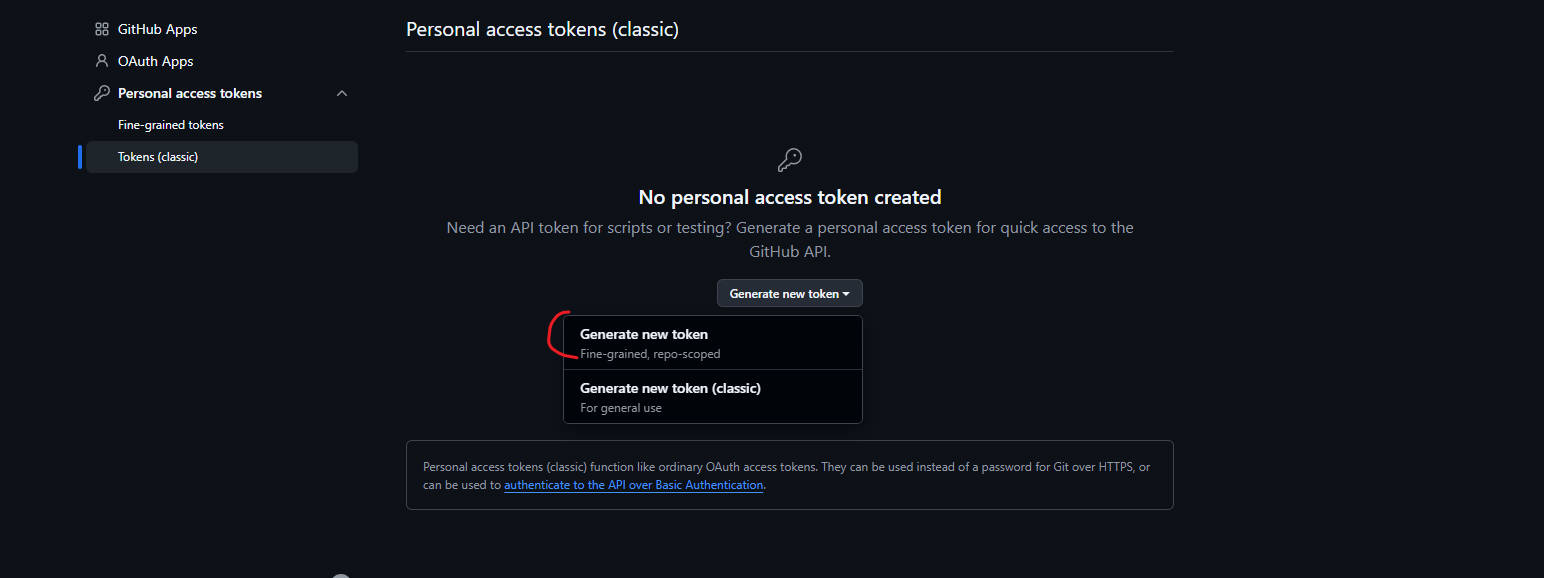 GitHub Apps
OAuth Apps
Personal access tokens
Fine-grained tokens
Tokens (classic)
Personal access tokens (classic)
No personal access token created
Need an API token for scripts or testing? Generate a personal access token for quick access to the
GitHub API.
Generate new token
Generate new token
Fine-grained, repo-scoped
Generate new token (classic)
For general use
Personal access tokens (classic) function like ordinary OAuth access tokens. They can be used instead of a password for Git over HTTPS, or
can be used to authenticate to the API over Basic Authentication.